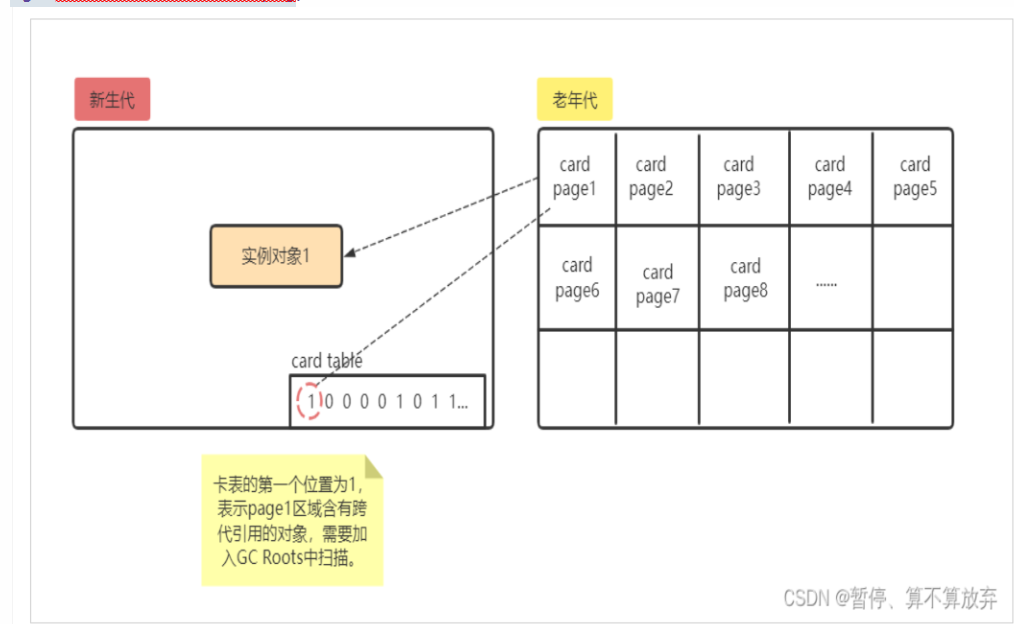 新生代
老年代
card
page1
card
page2
card
page3
card
page4
card
page5
实例对象1
card
page6
card
page7
card
page8
......
card table
1 0 0 0 0 1 0 1 1...
卡表的第一个位置为1，
表示page1区域含有跨
代引用的对象，需要加
入GC Roots中扫描。
CSDN @暂停、算不算放弃